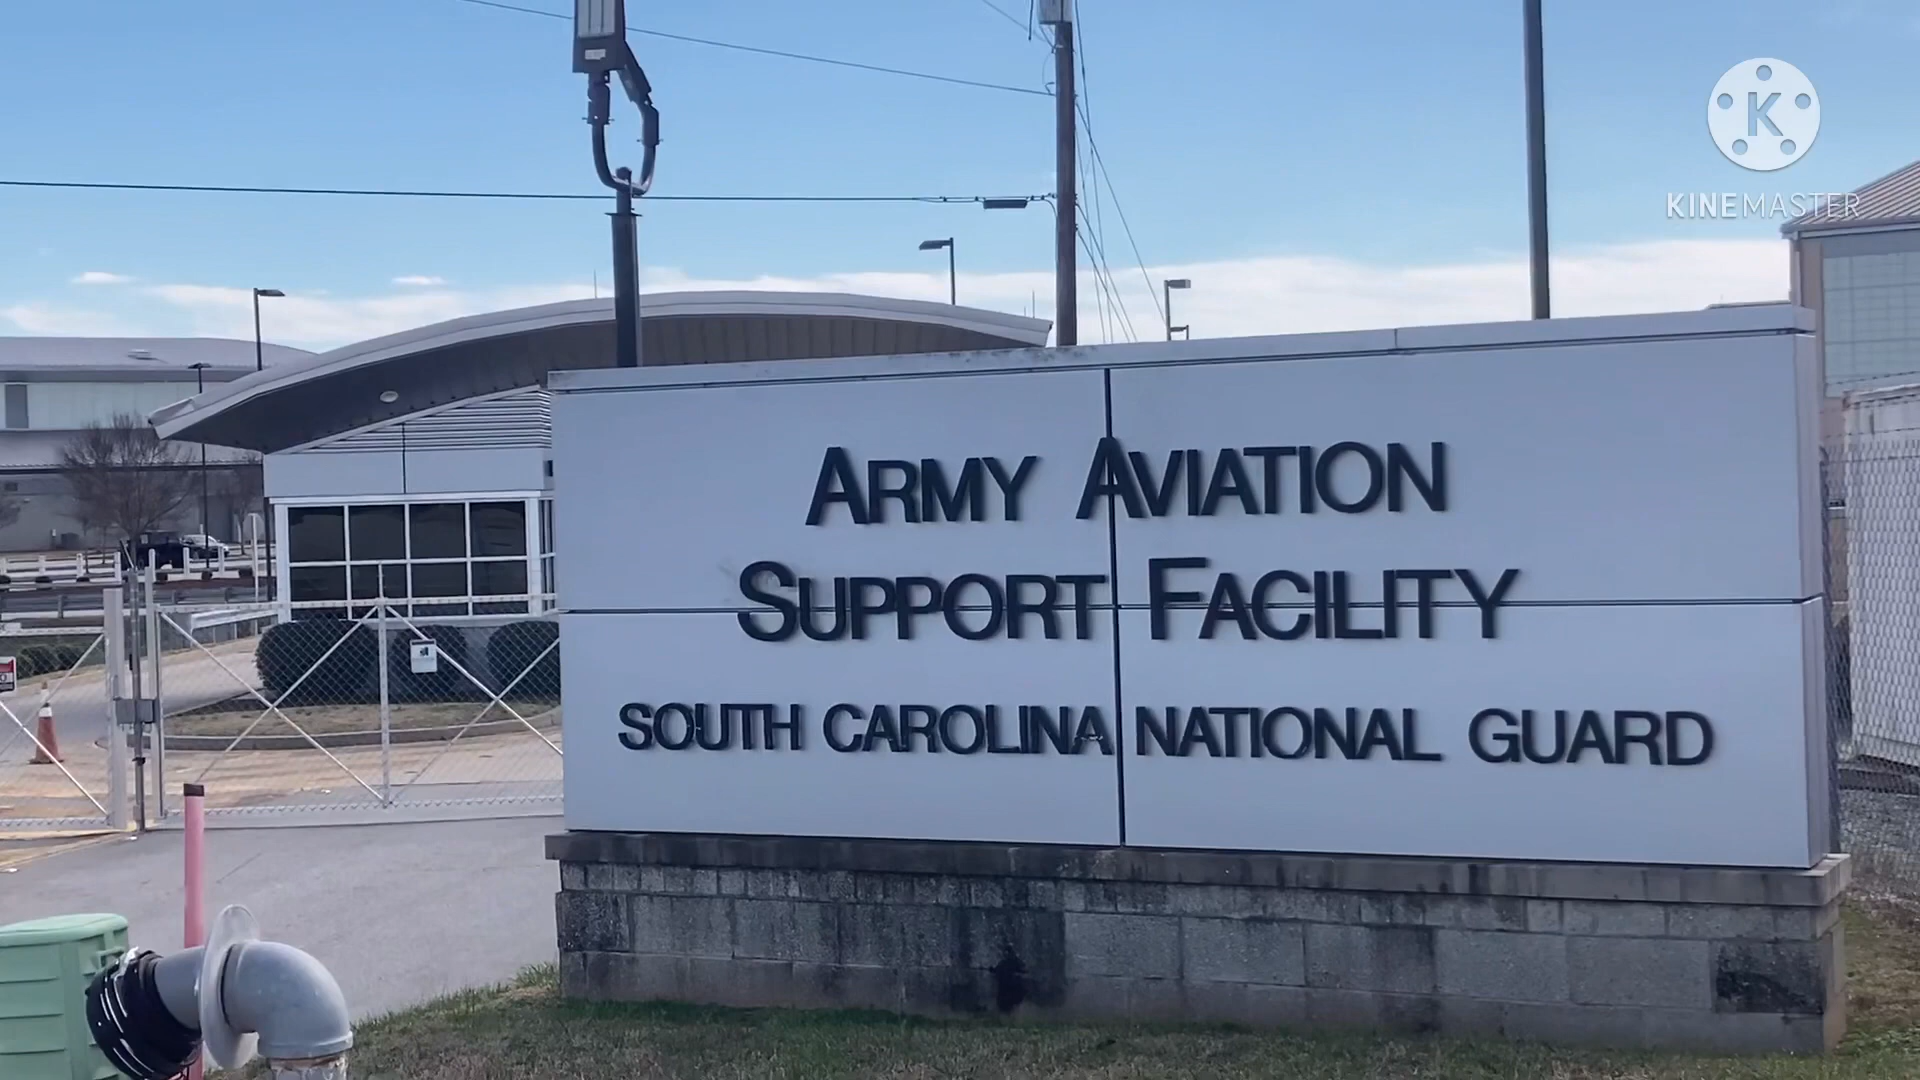 K
KINEMASTER
ARMY AVIATION
SUPPORT FACILITY
SOUTH CAROLINA NATIONAL GUARD